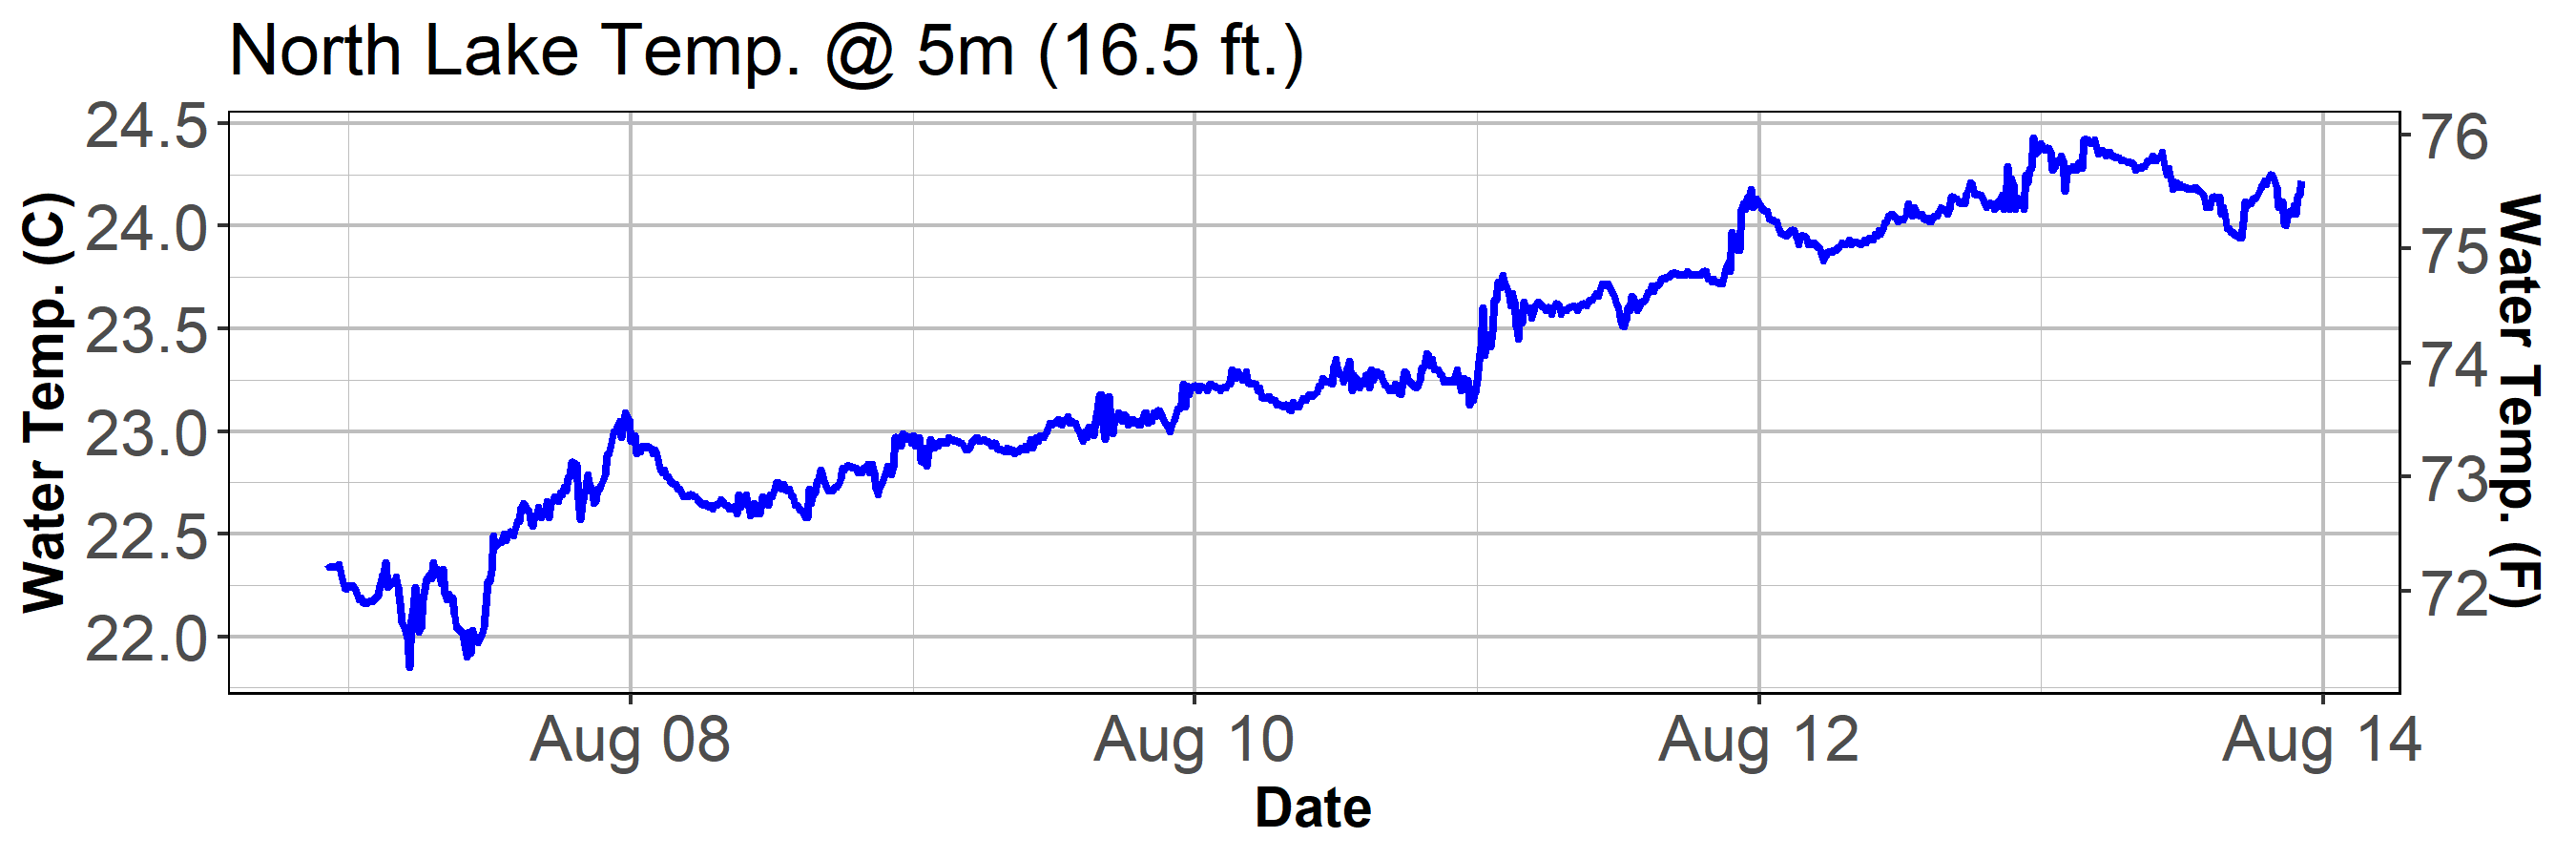 North Lake Temp. @ 5m (16.5 ft.)
24.5
24.0
23.5
23.0
22.5
22.0
Water Temp. (C)
76
75
74
73
72
Water Temp. (F)
Aug 08 Aug 10 Aug 12 Aug 14
Date